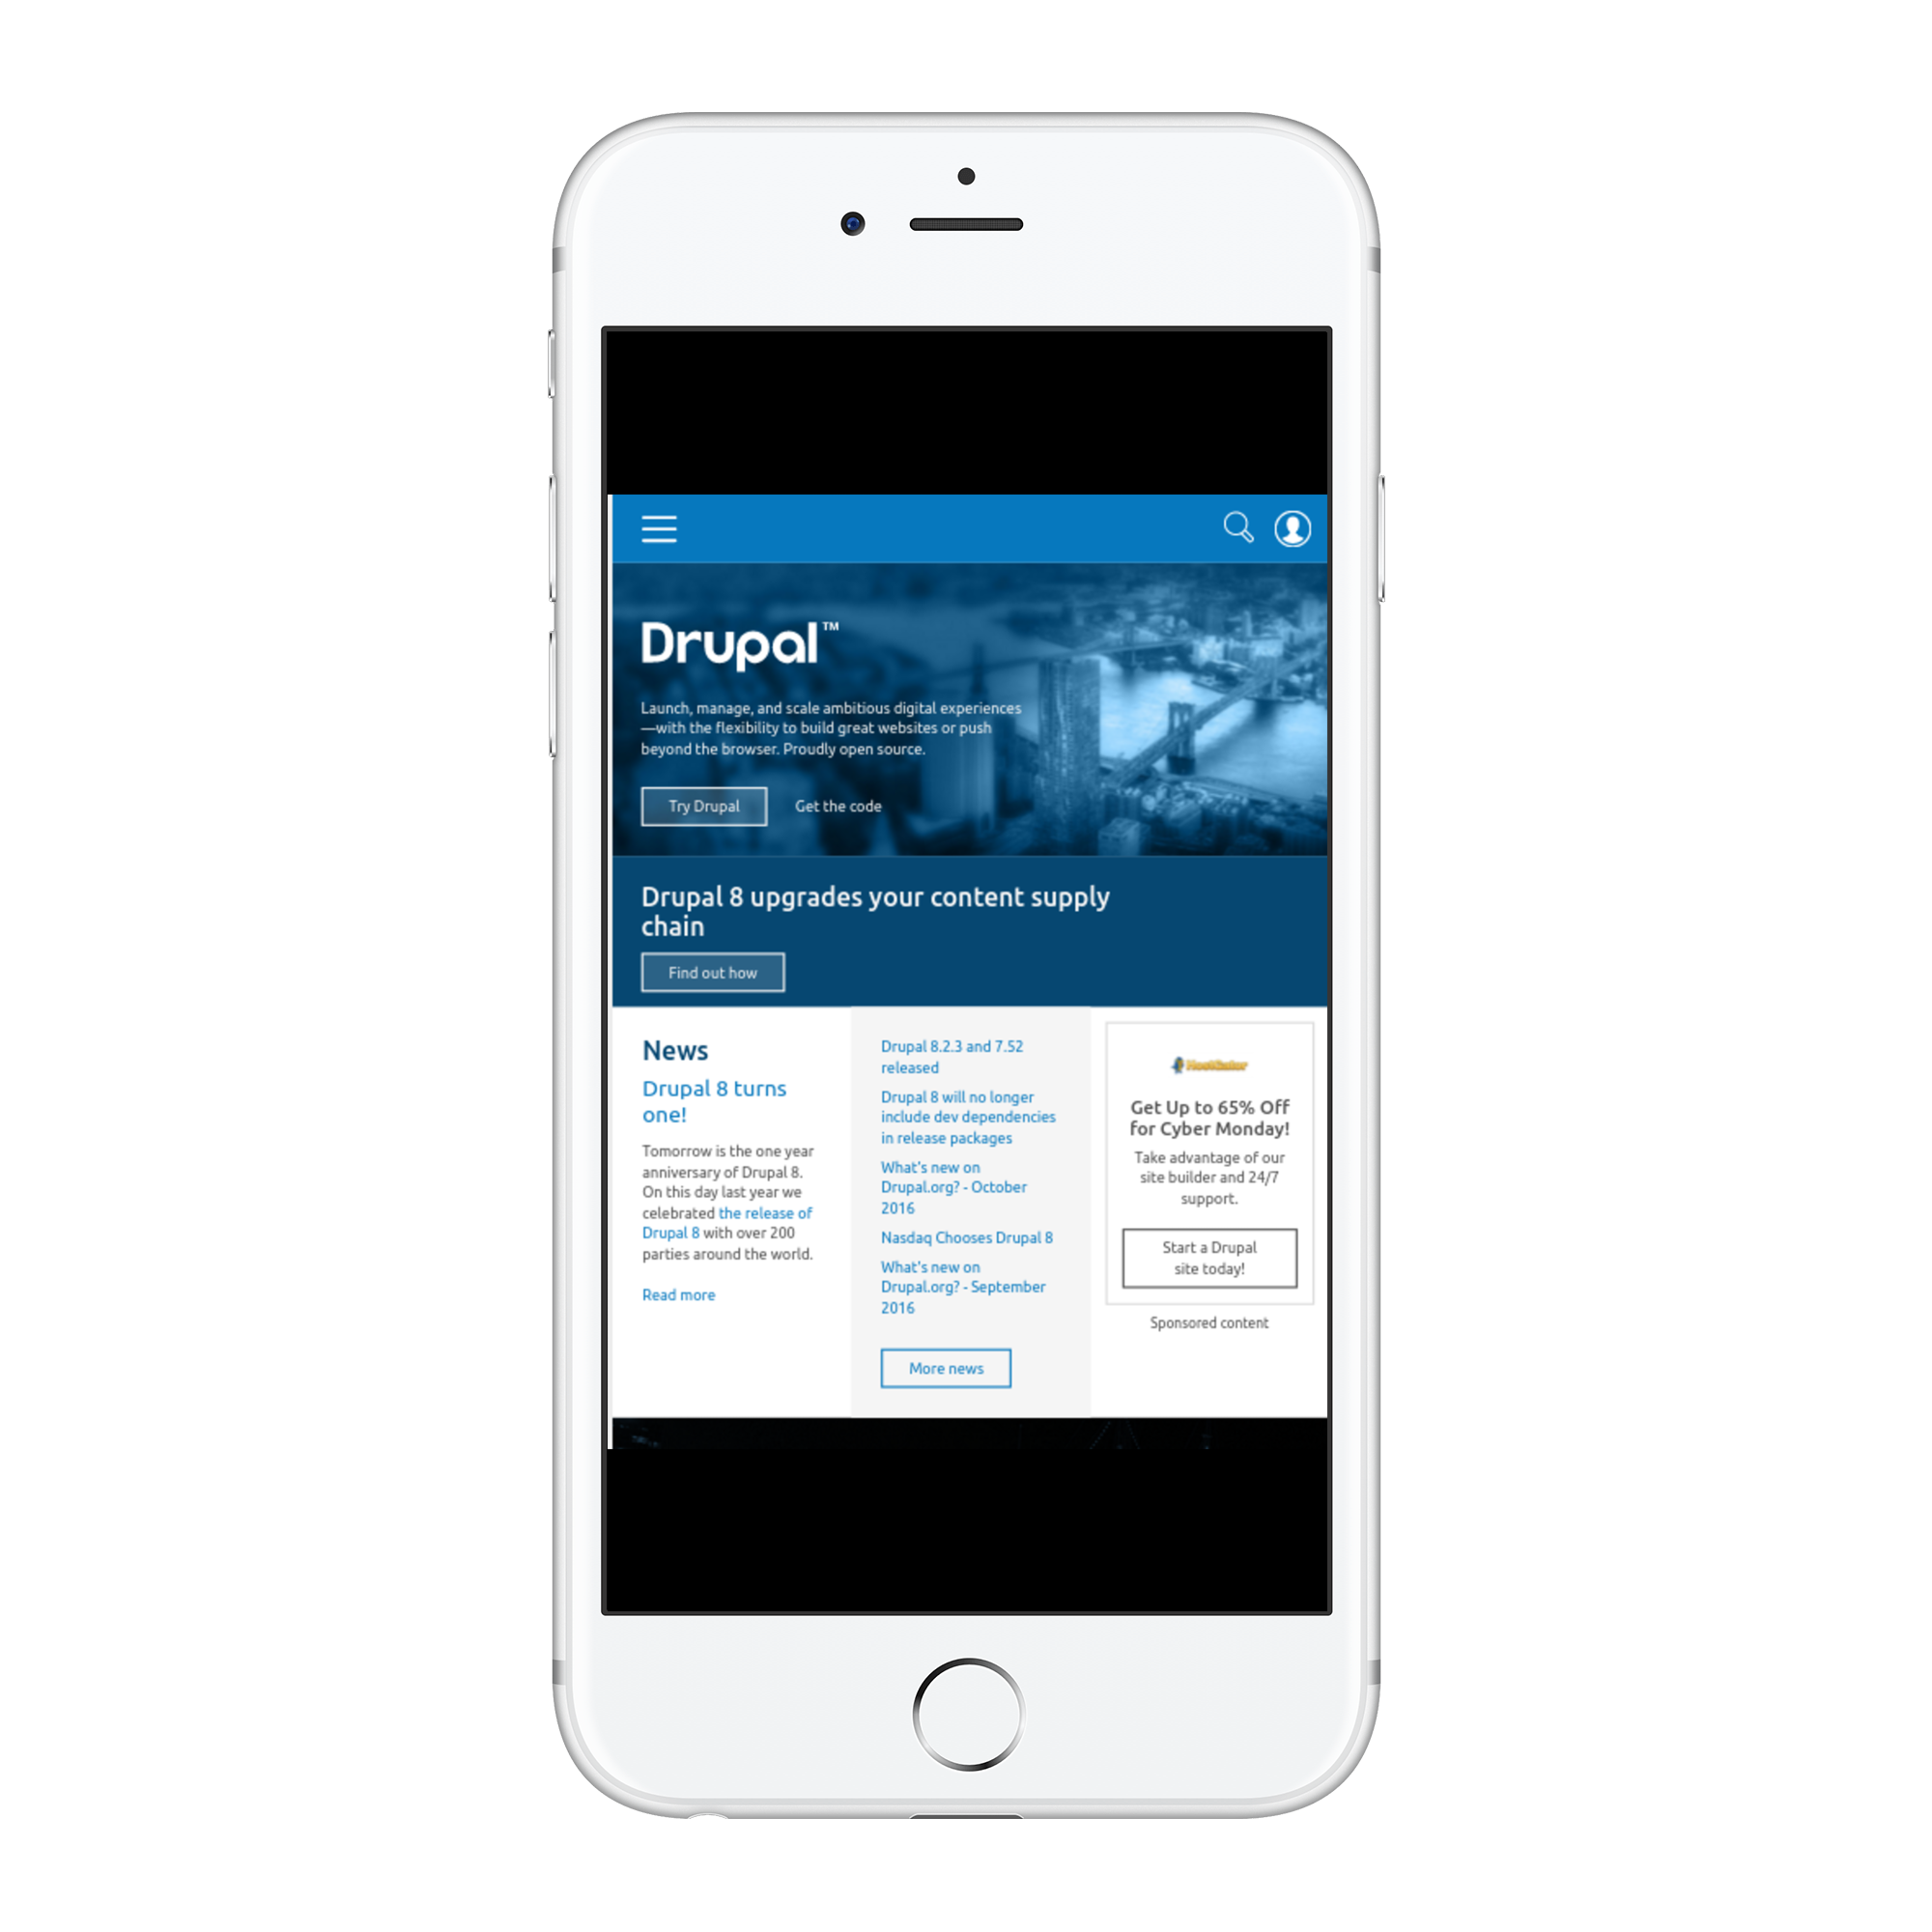 Drupal™
Launch, manage, and scale ambitious digital experiences
—with the flexibility to build great websites or push
beyond the browser. Proudly open source.
Try Drupal
Get the code
Drupal 8 upgrades your content supply
chain
Find out how
News
Drupal 8 turns
one!
Tomorrow is the one year
anniversary of Drupal 8.
On this day last year we
celebrated the release of
Drupal 8 with over 200
parties around the world.
Read more
Drupal 8.2.3 and 7.52
released
Drupal 8 will no longer
include dev dependencies
in release packages
What's new on
Drupal.org? - October
2016
Nasdaq Chooses Drupal 8
What's new on
Drupal.org? - September
2016
More news
HostGator
Get Up to 65% Off
for Cyber Monday!
Take advantage of our
site builder and 24/7
support.
Start a Drupal
site today!
Sponsored content